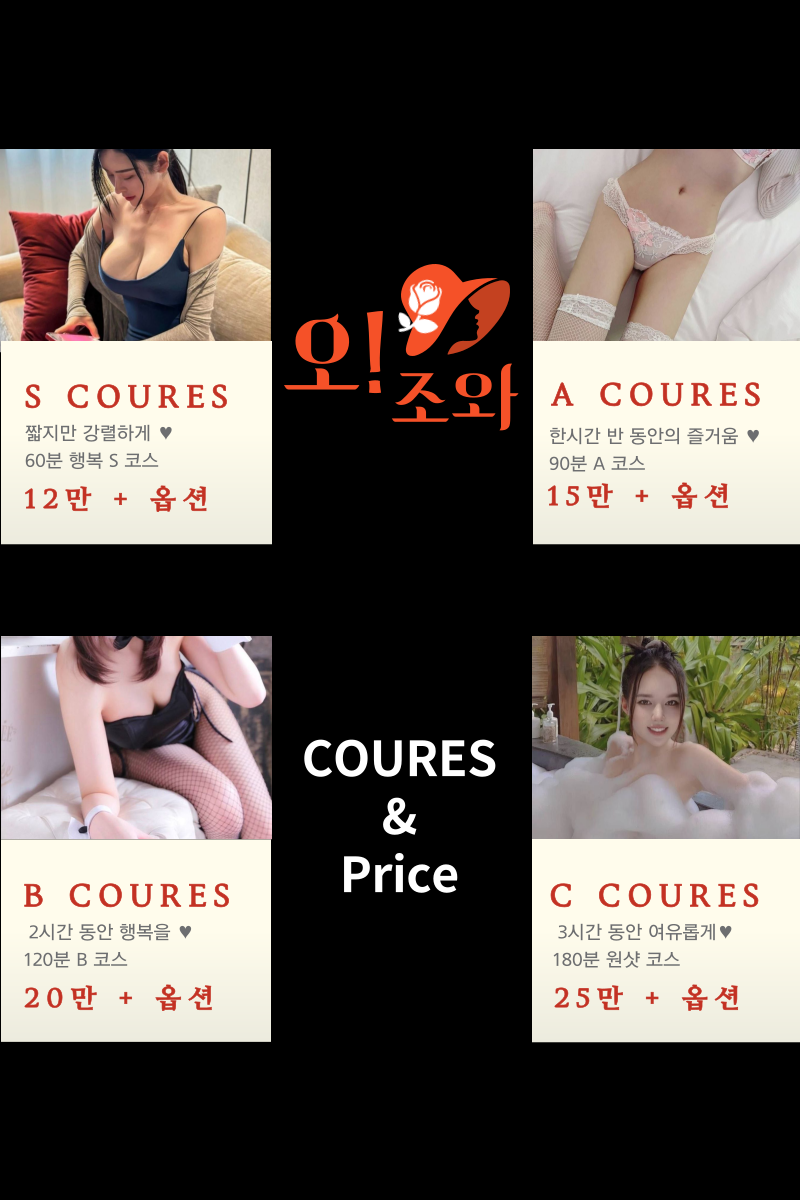 오!
조와
S COURES
짧지만 강렬하게 ♥
60분 행복 S 코스
12만 + 옵션
A COURES
한시간 반 동안의 즐거움 ♥
90분 A 코스
15만 + 옵션
B COURES
2시간 동안 행복을 ♥
120분 B 코스
20만 + 옵션
COURES
&
Price
C COURES
3시간 동안 여유롭게♥
180분 원샷 코스
25만 + 옵션